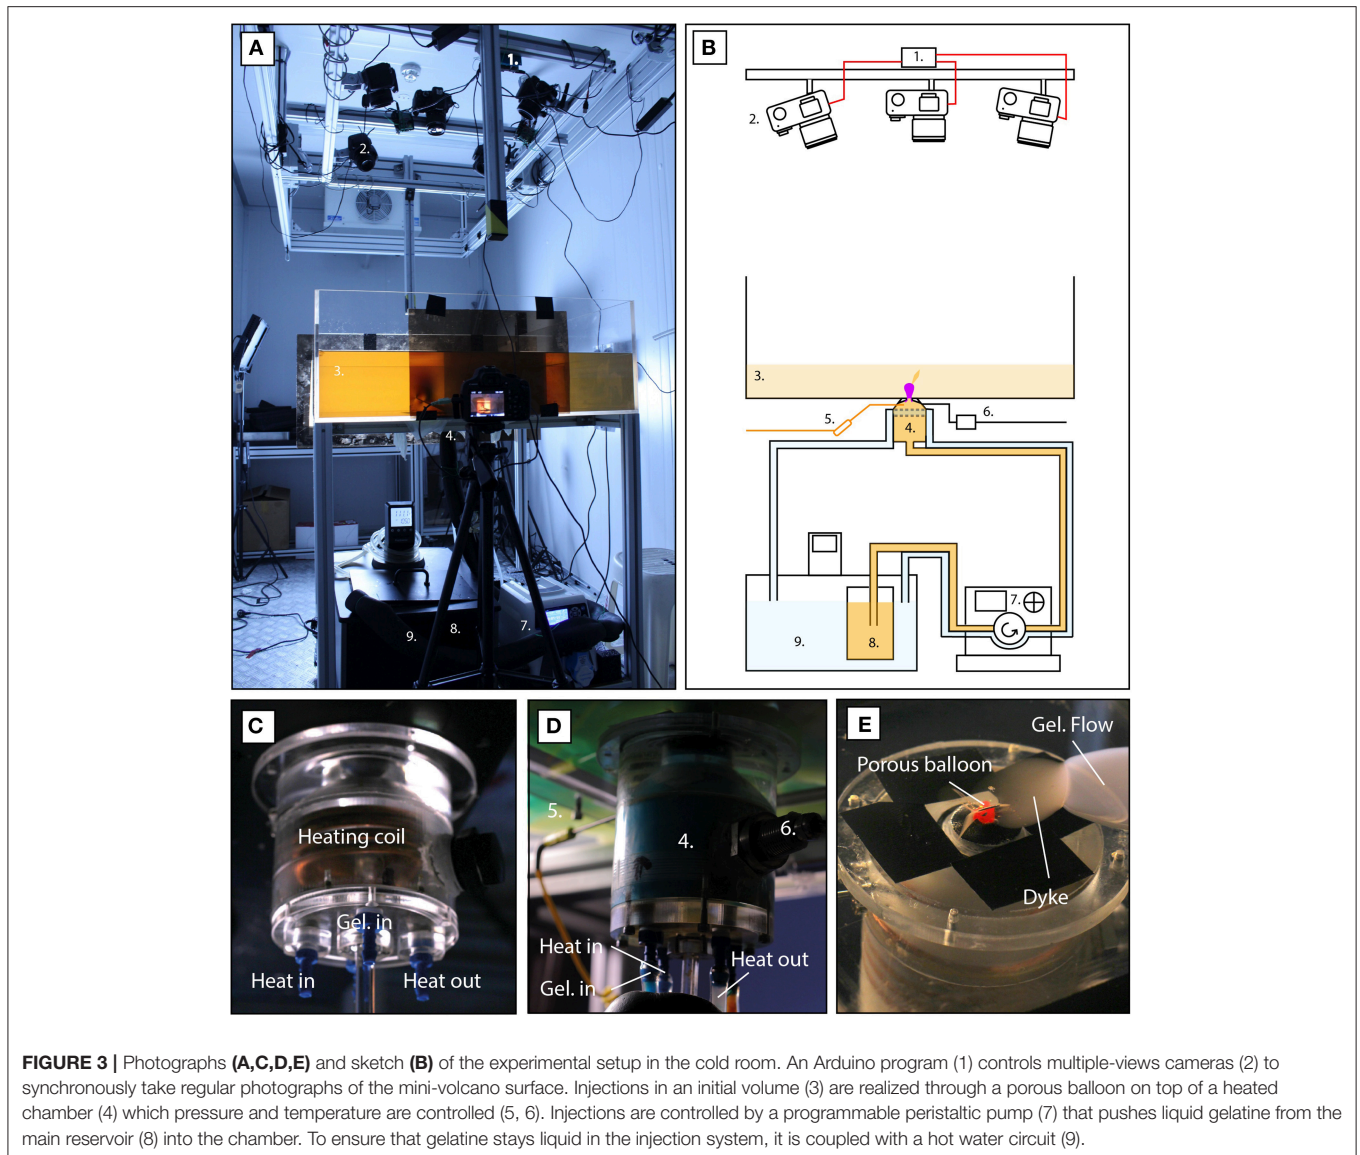 A
1.
2.
3.
4.
9.
8.
7.
B
1.
2.
3.
5.
4.
6.
7.
9.
8.
C
Heating coil
Gel. in
Heat in
Heat out
D
5.
4.
6.
Heat in
Gel. in
Heat out
E
Gel. Flow
Porous balloon
Dyke
FIGURE 3 | Photographs (A,C,D,E) and sketch (B) of the experimental setup in the cold room. An Arduino program (1) controls multiple-views cameras (2) to
synchronously take regular photographs of the mini-volcano surface. Injections in an initial volume (3) are realized through a porous balloon on top of a heated
chamber (4) which pressure and temperature are controlled (5, 6). Injections are controlled by a programmable peristaltic pump (7) that pushes liquid gelatine from the
main reservoir (8) into the chamber. To ensure that gelatine stays liquid in the injection system, it is coupled with a hot water circuit (9).